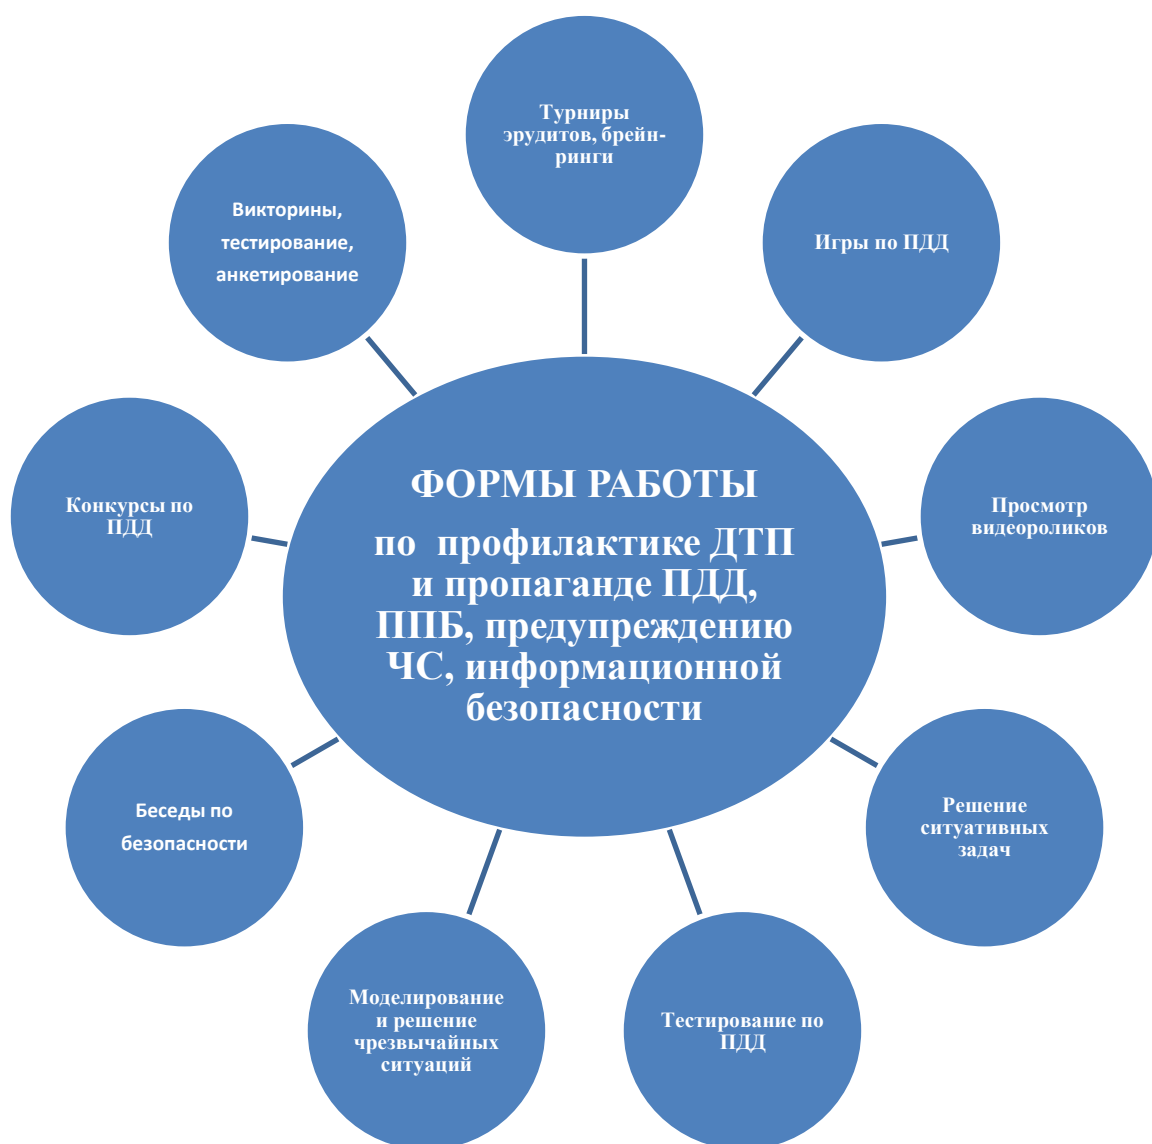 Турниры
эрудитов, брейн-
ринги
Игры по ПДД
Просмотр
видеороликов
Решение
ситуативных
задач
Тестирование по
ПДД
Моделирование
и решение
чрезвычайных
ситуаций
Беседы по
безопасности
Конкурсы по
ПДД
Викторины,
тестирование,
анкетирование
ФОРМЫ РАБОТЫ
по профилактике ДТП
и пропаганде ПДД,
ППБ, предупреждению
ЧС, информационной
безопасности